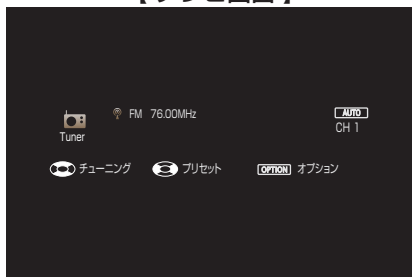 【テレビ画面】
FM 76.00MHz
AUTO
CH 1
Tuner
チューニング プリセット OPTION オプション